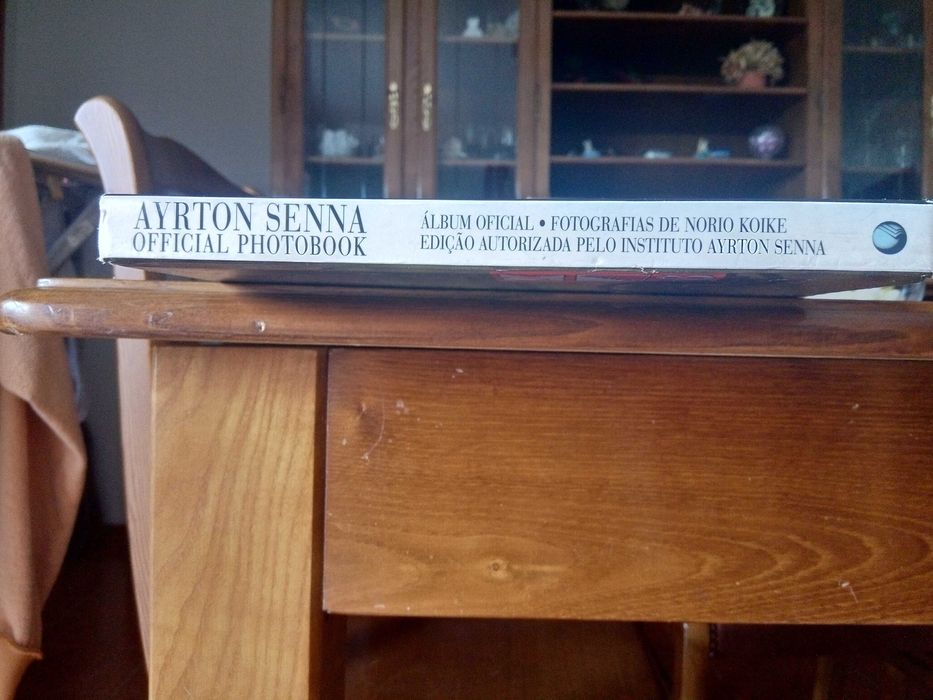 AYRTON SENNA
OFFICIAL PHOTOBOOK
ÁLBUM OFICIAL • FOTOGRAFIAS DE NORIO KOIKE
EDIÇÃO AUTORIZADA PELO INSTITUTO AYRTON SENNA